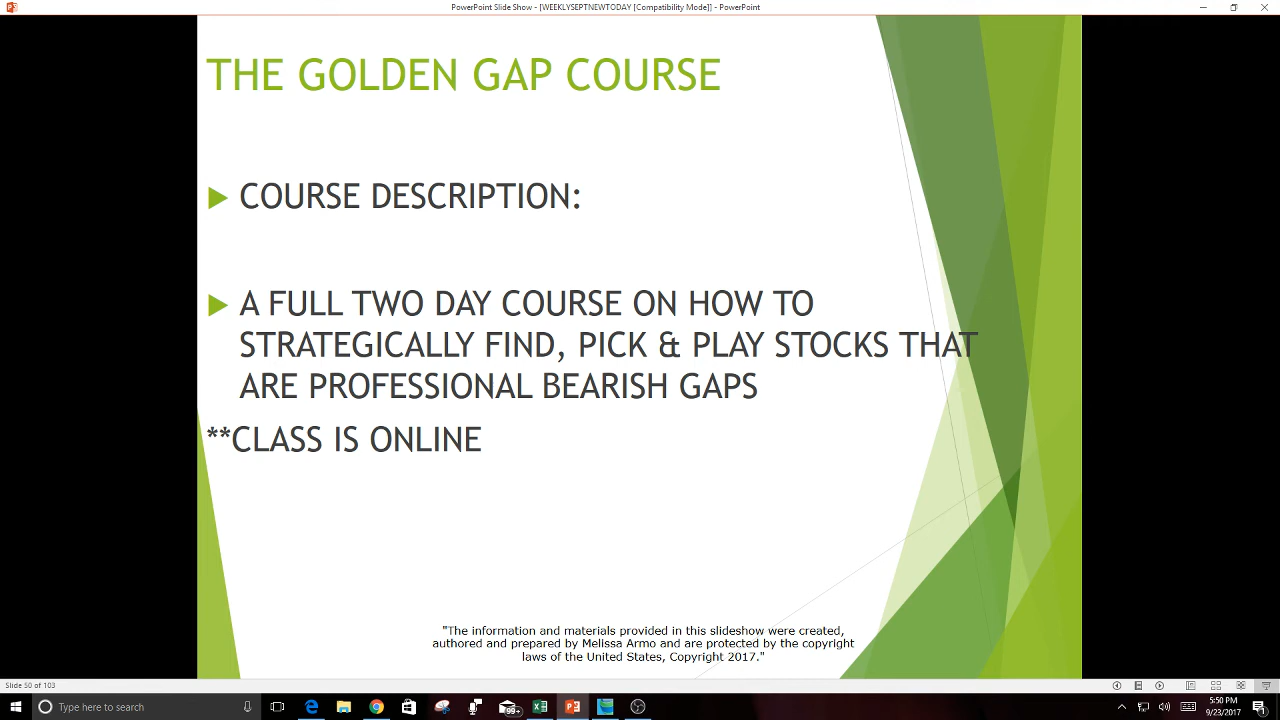 PowerPoint Slide Show - [WEEKLYSEPTNEWTODAY [Compatibility Mode]] - PowerPoint
THE GOLDEN GAP COURSE
COURSE DESCRIPTION:
A FULL TWO DAY COURSE ON HOW TO
STRATEGICALLY FIND, PICK & PLAY STOCKS THAT
ARE PROFESSIONAL BEARISH GAPS
**CLASS IS ONLINE
"The information and materials provided in this slideshow were created,
authored and prepared by Melissa Armo and are protected by the copyright
laws of the United States, Copyright 2017."
Slide 50 of 103
Type here to search
99+
5:50 PM
9/23/2017
1